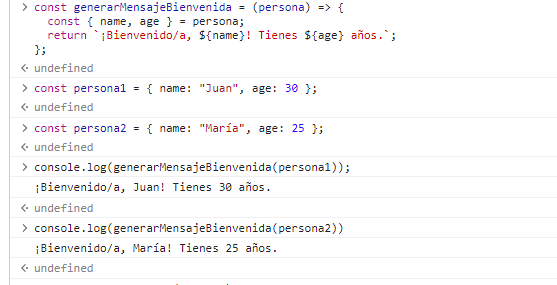 > const generarMensajeBienvenida = (persona) => {
const { name, age } = persona;
return `¡Bienvenido/a, ${name}! Tienes ${age} años.`;
};
undefined
> const persona1 = { name: "Juan", age: 30 };
undefined
> const persona2 = { name: "María", age: 25 };
undefined
> console.log(generarMensajeBienvenida(persona1));
¡Bienvenido/a, Juan! Tienes 30 años.
undefined
> console.log(generarMensajeBienvenida(persona2))
¡Bienvenido/a, María! Tienes 25 años.
undefined